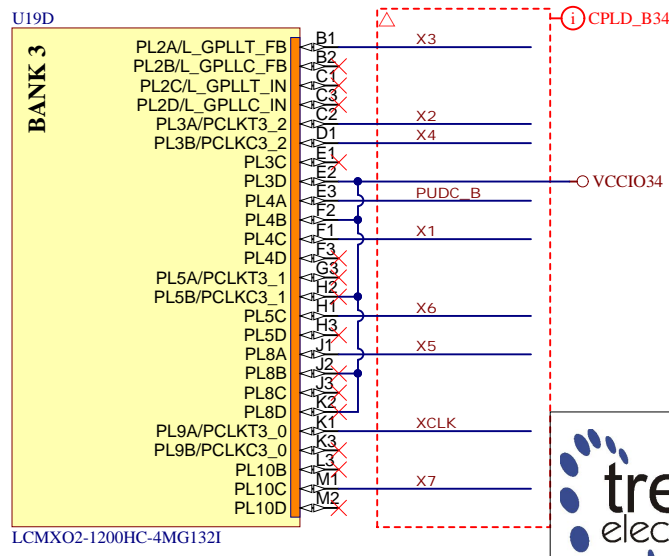 U19D
i CPLD_B34
BANK 3
PL2A/L_GPLLT_FB B1 X3
PL2B/L_GPLLC_FB B2
PL2C/L_GPLLT_IN C1
PL2D/L_GPLLC_IN C3
PL3A/PCLKT3_2 C2 X2
PL3B/PCLKC3_2 D1 X4
PL3C E1
PL3D E2 VCCIO34
PL4A E3 PUDC_B
PL4B F2
PL4C F1 X1
PL4D F3
PL5A/PCLKT3_1 G3
PL5B/PCLKC3_1 H2
PL5C H1 X6
PL5D H3
PL8A J1 X5
PL8B J2
PL8C J3
PL8D K2
PL9A/PCLKT3_0 K1 XCLK
PL9B/PCLKC3_0 K3
PL10B L3
PL10C M1 X7
PL10D M2
LCMXO2-1200HC-4MG132I
tre
elec